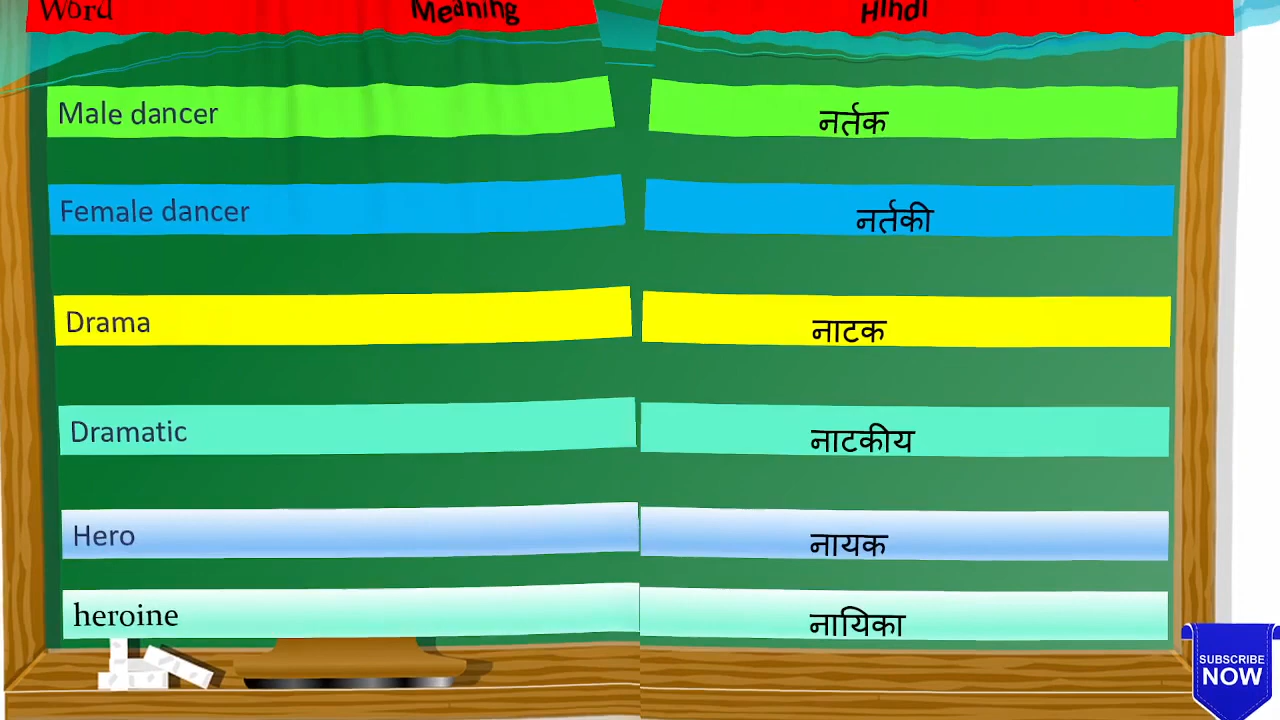 Word Meaning Hindi
Male dancer नर्तक
Female dancer नर्तकी
Drama नाटक
Dramatic नाटकीय
Hero नायक
heroine नायिका
SUBSCRIBE
NOW